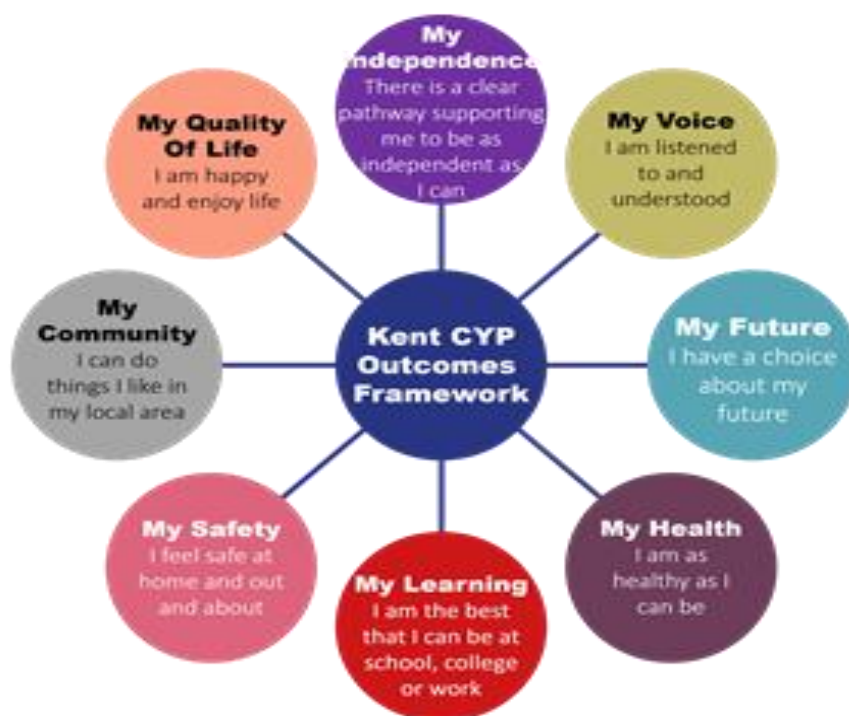 My
Independence
There is a clear
pathway supporting
me to be as
independent as
I can
My Voice
I am listened
to and
understood
My Future
I have a choice
about my
future
My Health
I am as
healthy as I
can be
My Learning
I am the best
that I can be at
school, college
or work
My Safety
I feel safe at
home and out
and about
My
Community
I can do
things I like in
my local area
My Quality
Of Life
I am happy
and enjoy life
Kent CYP
Outcomes
Framework